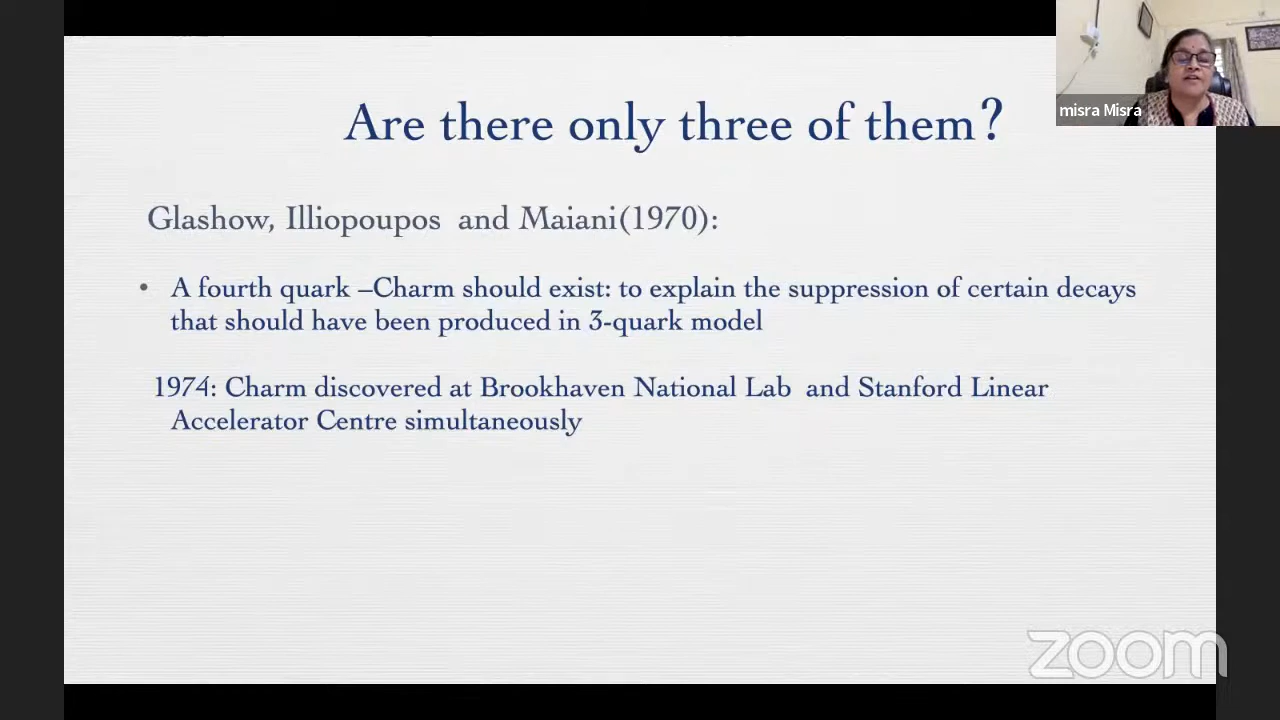 misra Misra
Are there only three of them?
Glashow, Illiopoupos and Maiani(1970):
• A fourth quark –Charm should exist: to explain the suppression of certain decays
that should have been produced in 3-quark model
1974: Charm discovered at Brookhaven National Lab and Stanford Linear
Accelerator Centre simultaneously
zoom